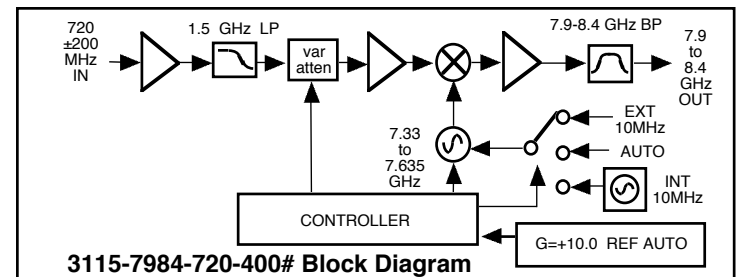 720
±200
MHz
IN
1.5 GHz LP
var
atten
7.9-8.4 GHz BP
7.9
to
8.4
GHz
OUT
7.33
to
7.635
GHz
EXT
10MHz
AUTO
INT
10MHz
CONTROLLER
G=+10.0 REF AUTO
3115-7984-720-400# Block Diagram